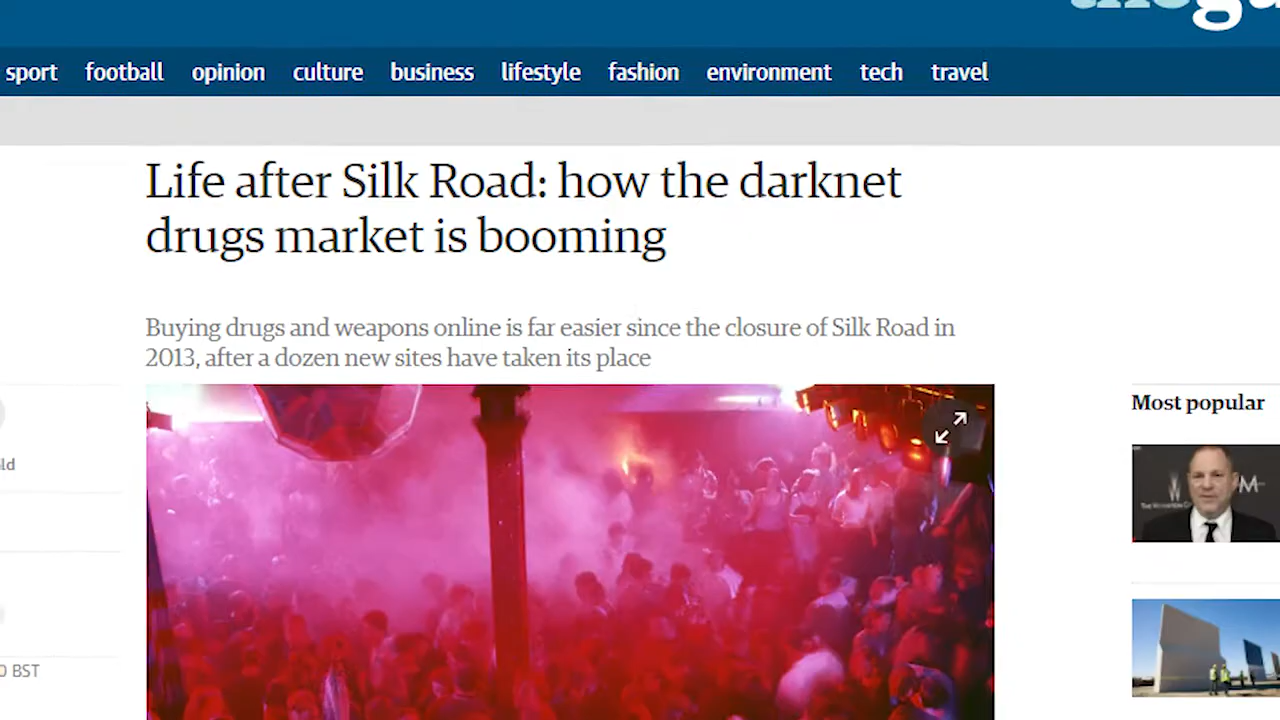 sport football opinion culture business lifestyle fashion environment tech travel
Life after Silk Road: how the darknet
drugs market is booming
Buying drugs and weapons online is far easier since the closure of Silk Road in
2013, after a dozen new sites have taken its place
Most popular
BST